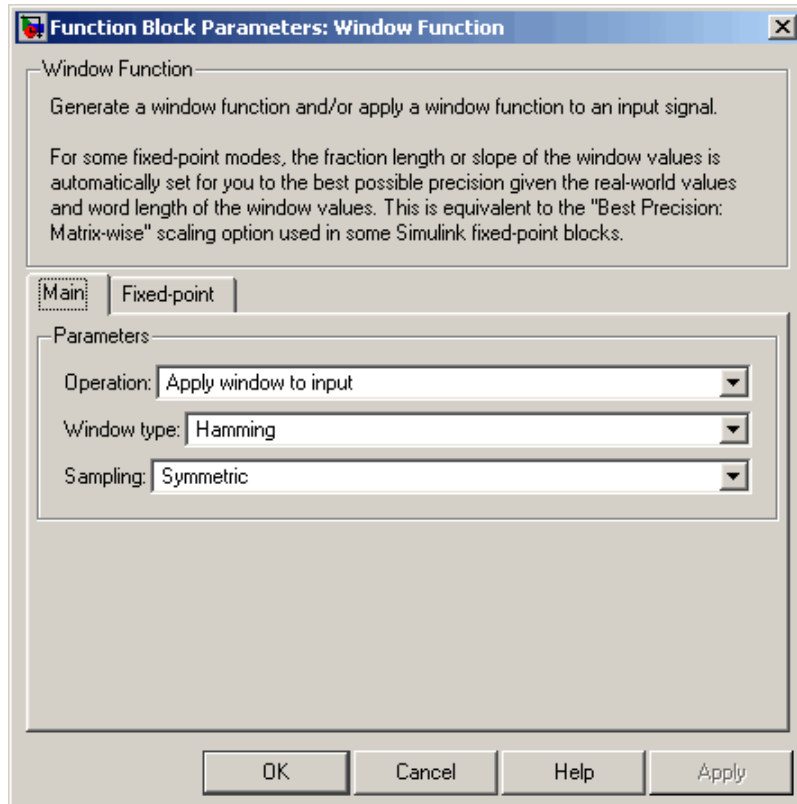 Function Block Parameters: Window Function
Window Function
Generate a window function and/or apply a window function to an input signal.
For some fixed-point modes, the fraction length or slope of the window values is
automatically set for you to the best possible precision given the real-world values
and word length of the window values. This is equivalent to the "Best Precision:
Matrix-wise" scaling option used in some Simulink fixed-point blocks.
Main Fixed-point
Parameters
Operation: Apply window to input
Window type: Hamming
Sampling: Symmetric
OK Cancel Help Apply